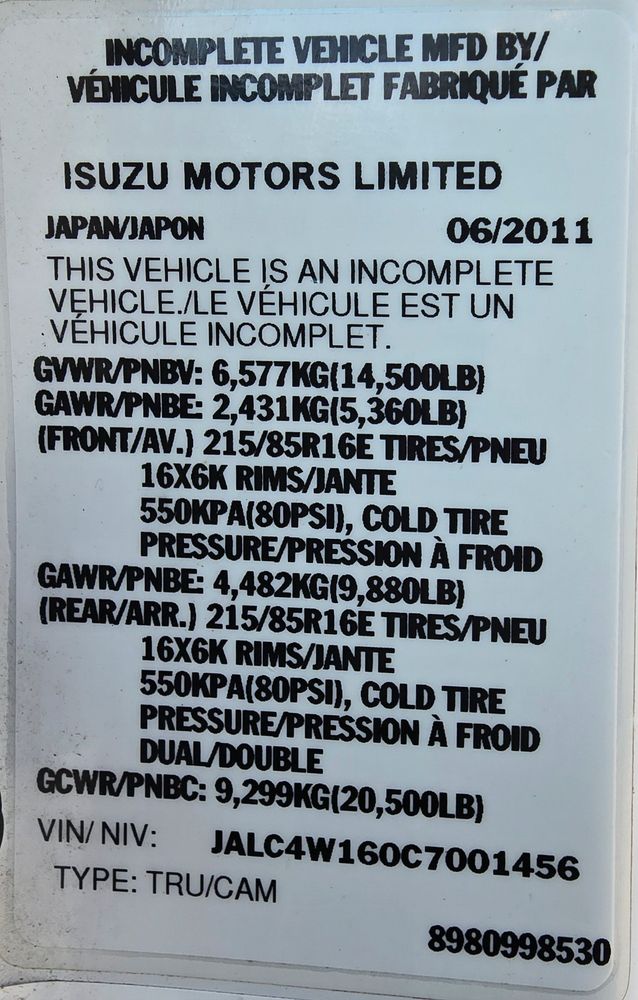 INCOMPLETE VEHICLE MFD BY/
VÉHICULE INCOMPLET FABRIQUÉ PAR
ISUZU MOTORS LIMITED
JAPAN/JAPON 06/2011
THIS VEHICLE IS AN INCOMPLETE
VEHICLE./LE VÉHICULE EST UN
VÉHICULE INCOMPLET.
GVWR/PNBV: 6,577KG(14,500LB)
GAWR/PNBE: 2,431KG(5,360LB)
(FRONT/AV.) 215/85R16E TIRES/PNEU
16X6K RIMS/JANTE
550KPA(80PSI), COLD TIRE
PRESSURE/PRESSION À FROID
GAWR/PNBE: 4,482KG(9,880LB)
(REAR/ARR.) 215/85R16E TIRES/PNEU
16X6K RIMS/JANTE
550KPA(80PSI), COLD TIRE
PRESSURE/PRESSION À FROID
DUAL/DOUBLE
GCWR/PNBC: 9,299KG(20,500LB)
VIN/ NIV: JALC4W160C7001456
TYPE: TRU/CAM
8980998530